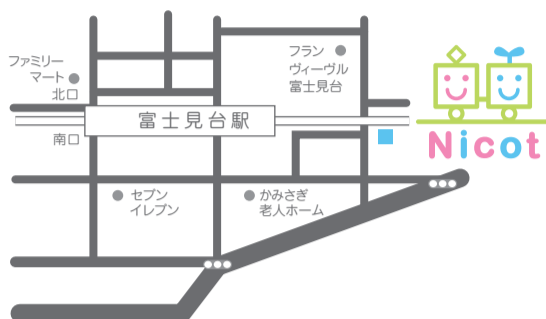 ファミリー
マート
北口
フラン
ヴィーヴル
富士見台
富士見台駅
南口
Nicot
セブン
イレブン
かみさぎ
老人ホーム